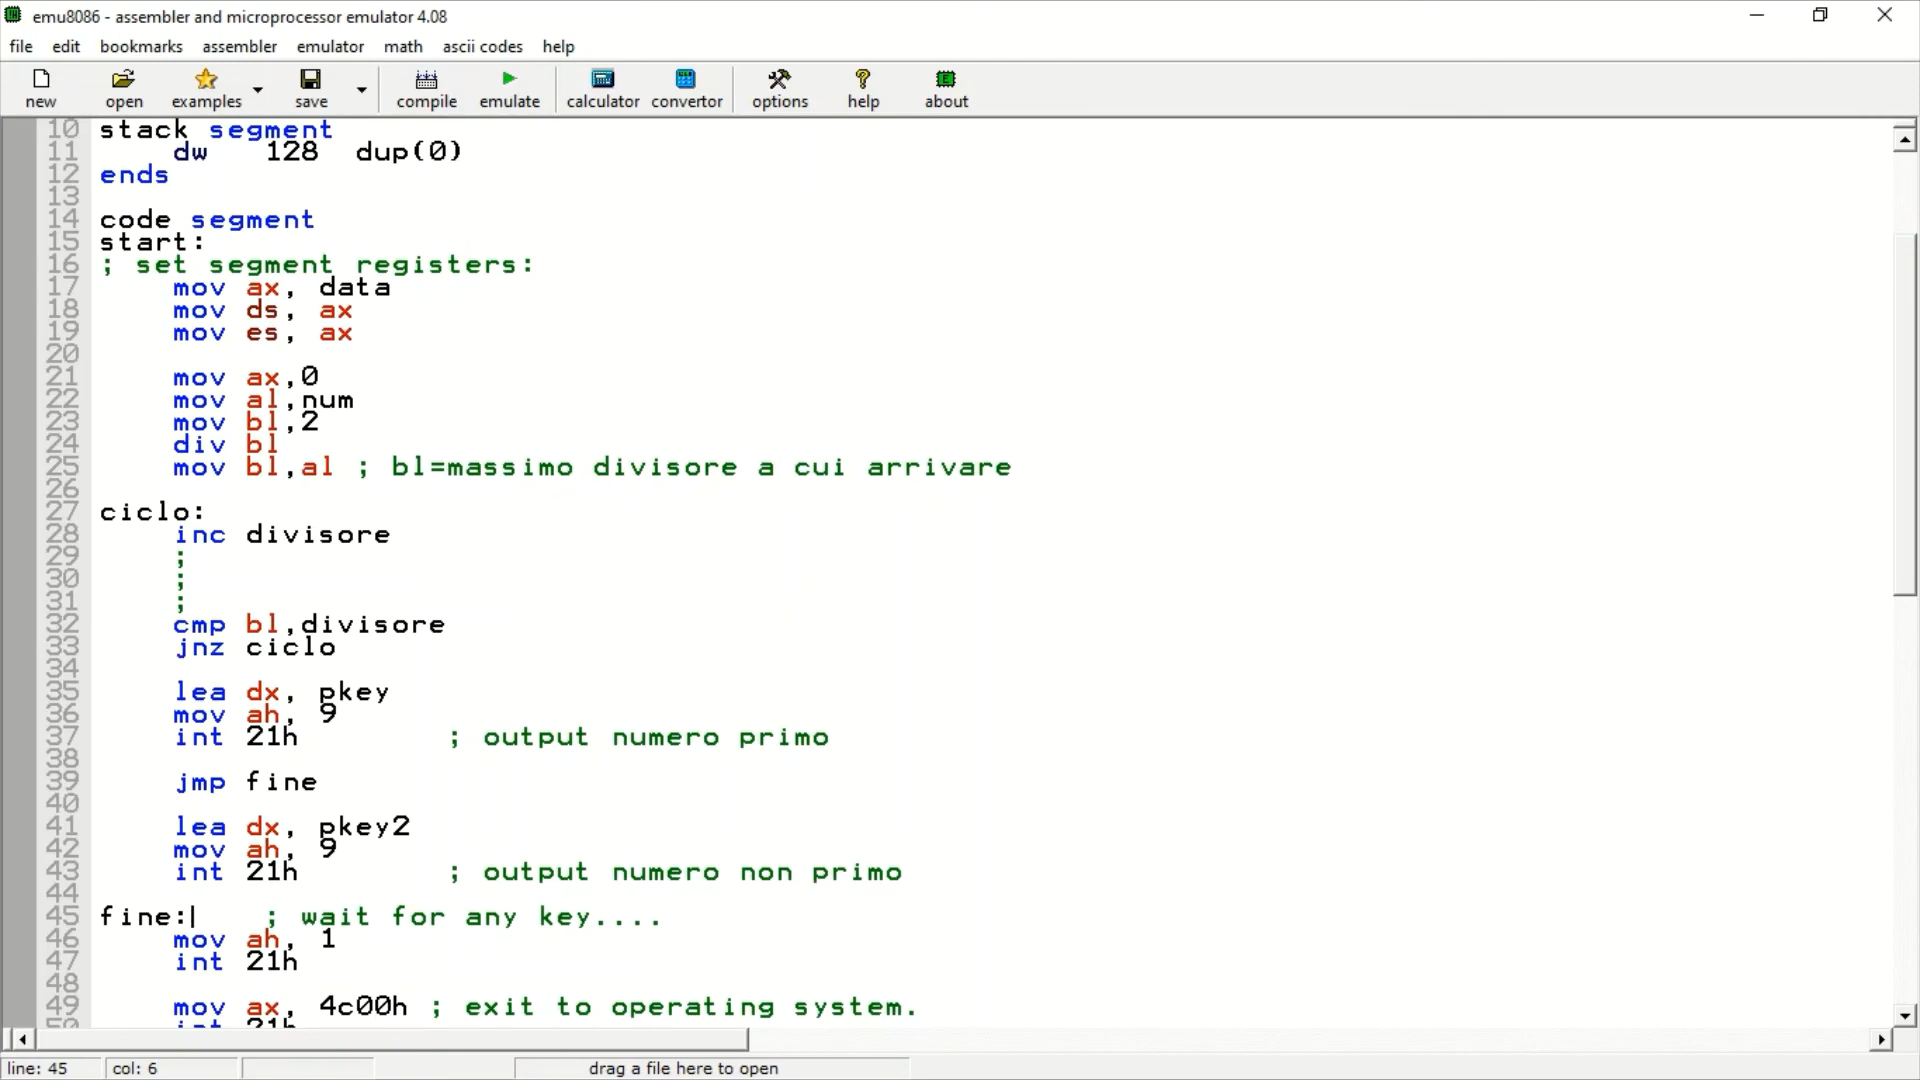 emu8086 - assembler and microprocessor emulator 4.08
file edit bookmarks assembler emulator math ascii codes help
new open examples save compile emulate calculator convertor options help about
10 stack segment
11 dw 128 dup(0)
12 ends
13
14 code segment
15 start:
16 ; set segment registers:
17 mov ax, data
18 mov ds, ax
19 mov es, ax
20
21 mov ax,0
22 mov al,num
23 mov bl,2
24 div bl
25 mov bl,al ; bl=massimo divisore a cui arrivare
26
27 ciclo:
28 inc divisore
29 ;
30 ;
31 ;
32 cmp bl,divisore
33 jnz ciclo
34
35 lea dx, pkey
36 mov ah, 9
37 int 21h ; output numero primo
38
39 jmp fine
40
41 lea dx, pkey2
42 mov ah, 9
43 int 21h ; output numero non primo
44
45 fine: ; wait for any key....
46 mov ah, 1
47 int 21h
48
49 mov ax, 4c00h ; exit to operating system.
50 int 21h
line: 45 col: 6 drag a file here to open